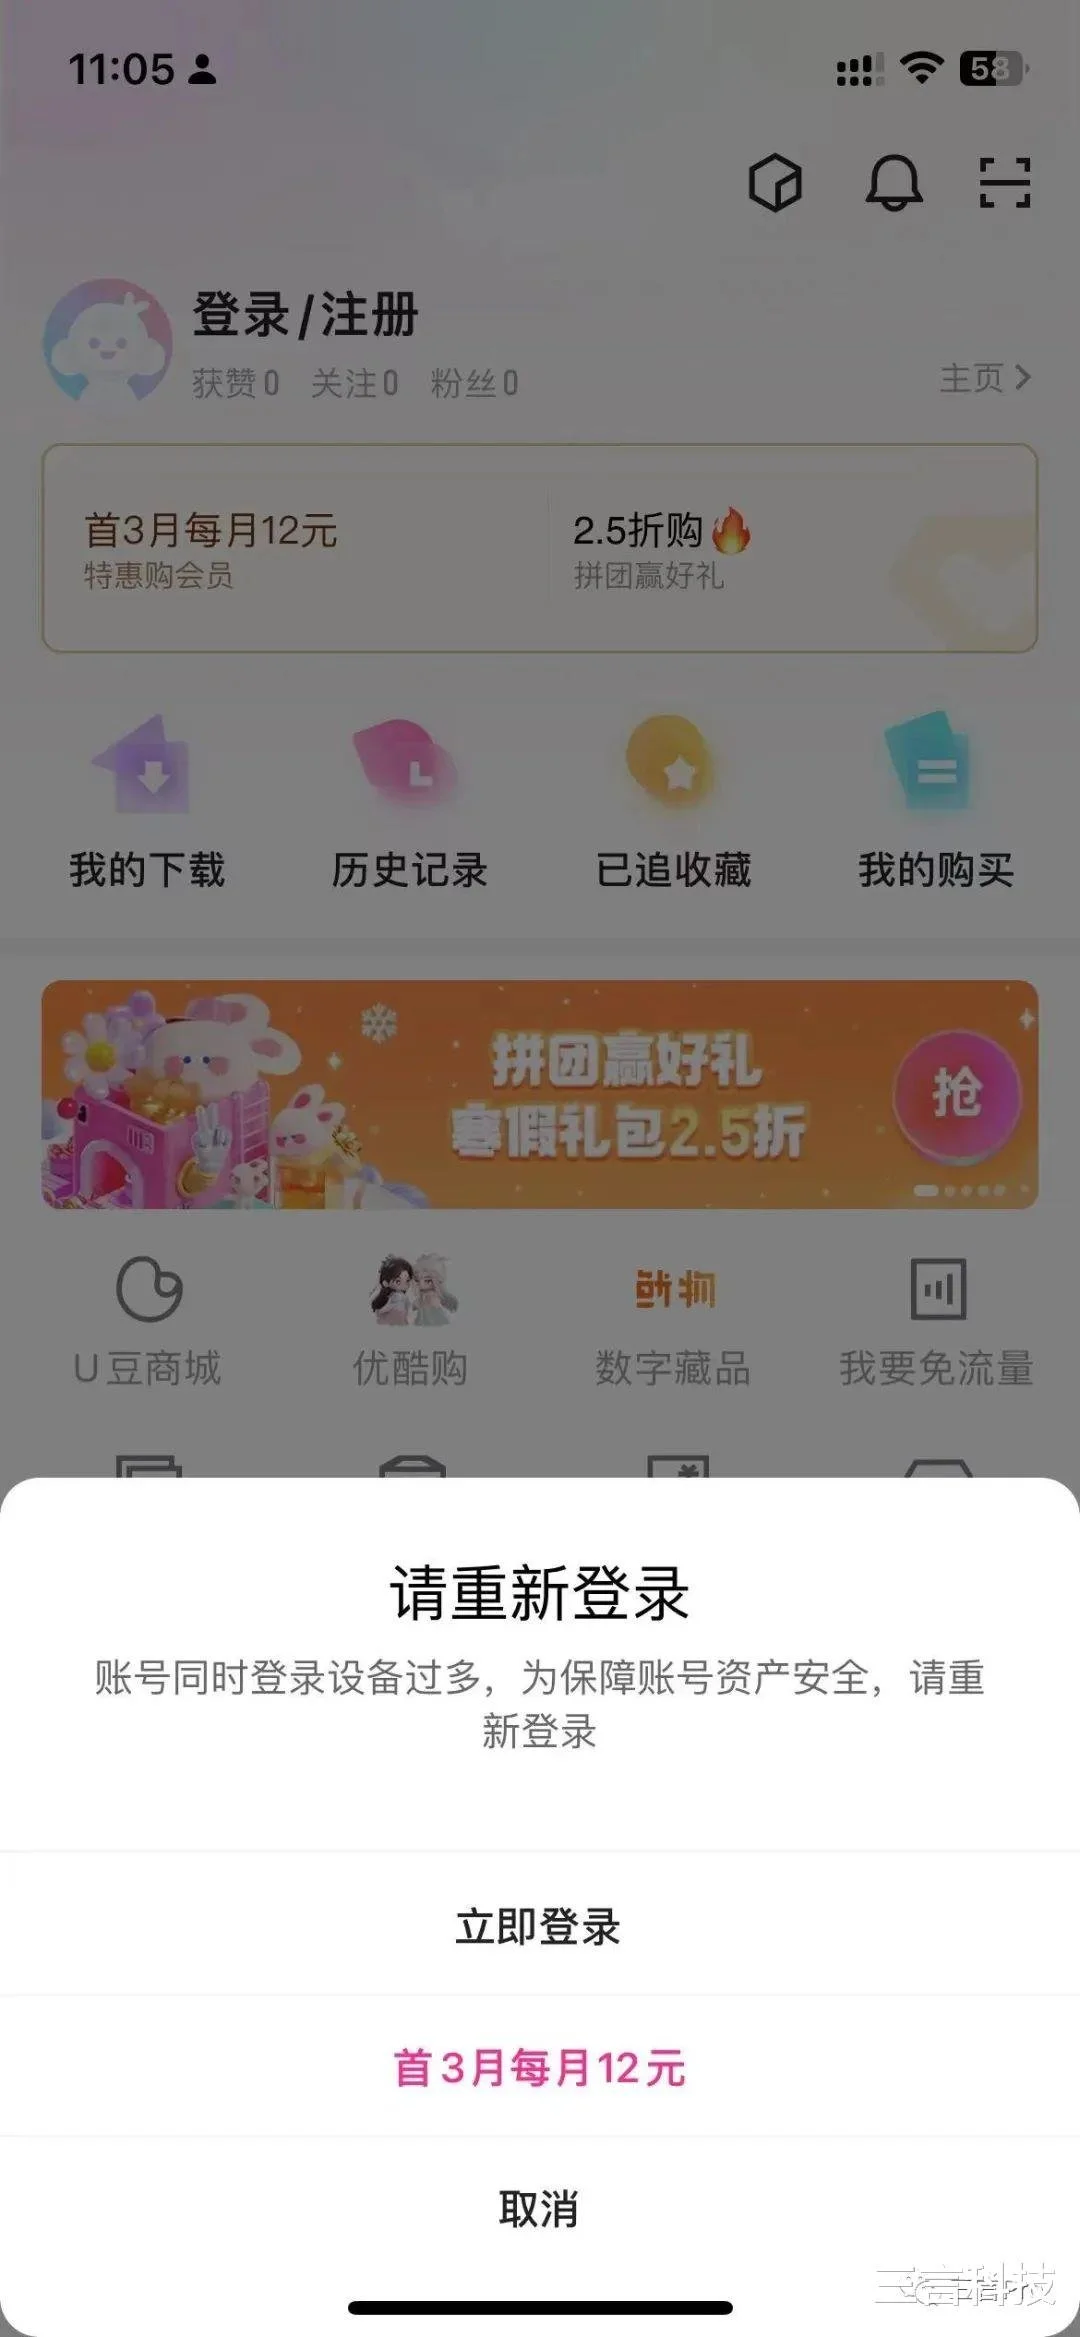 11:05
58
登录/注册
获赞0 关注0 粉丝0
主页
首3月每月12元
特惠购会员
2.5折购
拼团赢好礼
我的下载
历史记录
已追收藏
我的购买
拼团赢好礼
寒假礼包2.5折
抢
U豆商城
优酷购
数字藏品
我要免流量
请重新登录
账号同时登录设备过多，为保障账号资产安全，请重
新登录
立即登录
首3月每月12元
取消
三言科技